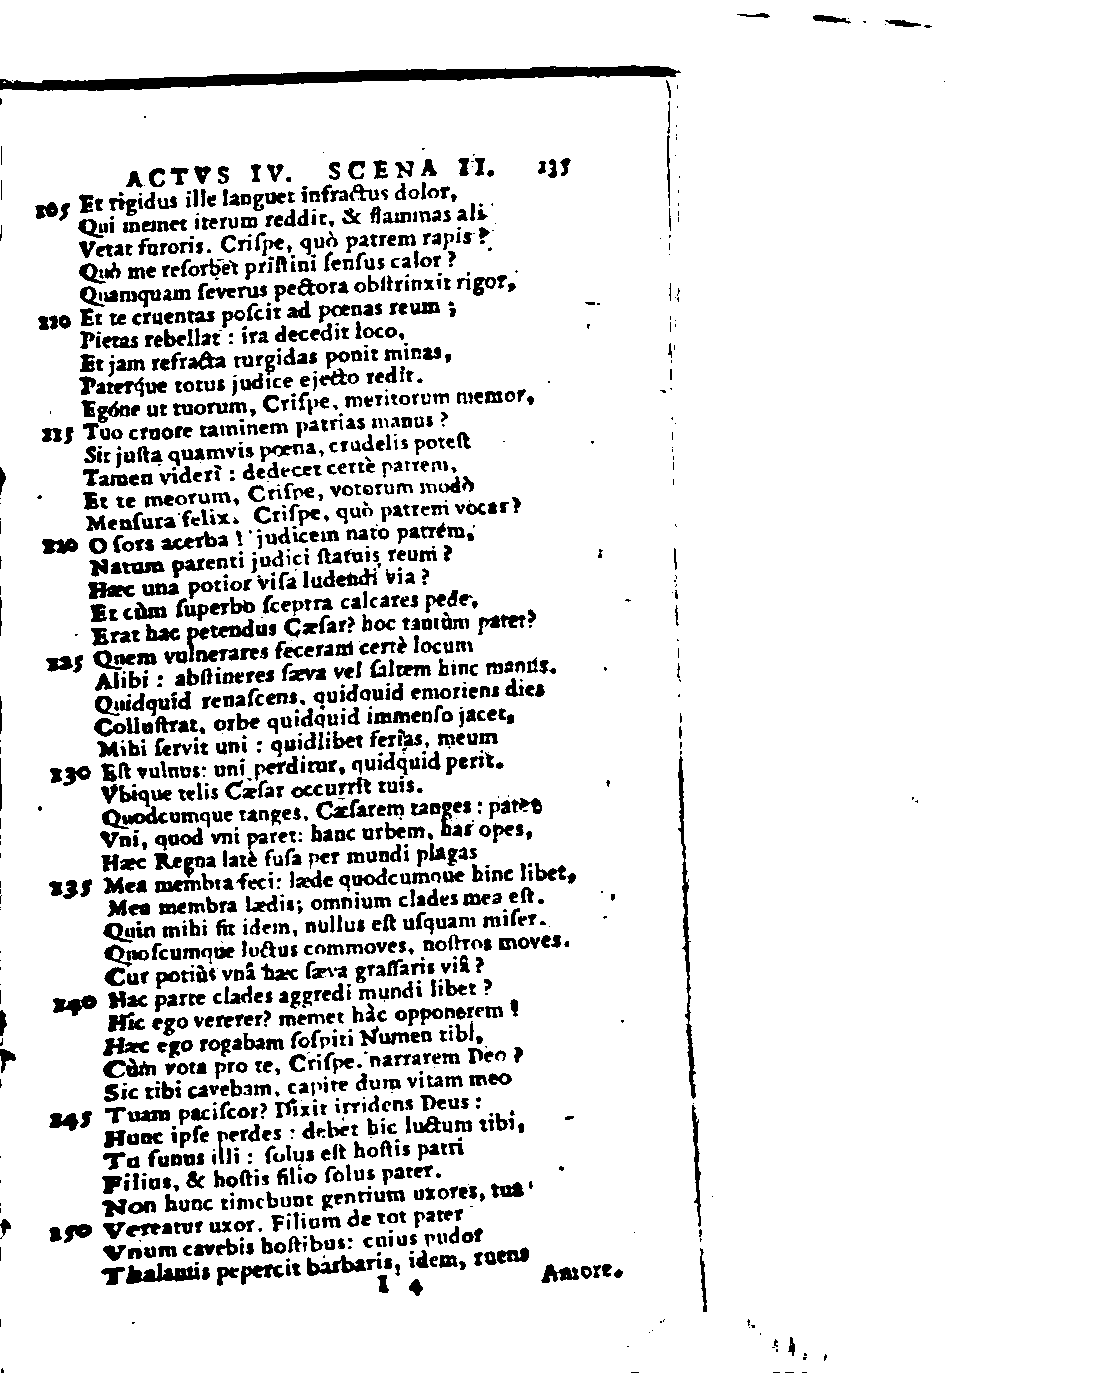 ACTVS IV. SCENA II. 135
205 Et rigidus ille languet infractus dolor,
Qui memet iterum reddit, & flammas ali
Vetat furoris. Criſpe, quò patrem rapis?
Quò me reſorbet priſtini ſenſus calor?
Quamquam ſeverus pectora obſtrinxit rigor,
210 Et te cruentas poſcit ad pœnas reum;
Pietas rebellat: ira decedit loco,
Et jam refracta turgidas ponit minas,
Paterque totus judice ejecto redit.
Egóne ut tuorum, Criſpe, meritorum memor,
215 Tuo cruore taminem patrias manus?
Sit juſta quamvis pœna, crudelis poteſt
Tamen videri: dedecet certè patrem,
Et te meorum, Criſpe, votorum modò
Menſura felix. Criſpe, quò patrem vocas?
220 O ſors acerba! judicem nato patrem,
Natum parenti judici ſtatuis reum?
Hæc una potior viſa ludendi via?
Et cùm ſuperbo ſceptra calcares pede,
Erat hac petendus Cæſar? hoc tantùm patet?
225 Quem vulnerares feceram certè locum
Alibi: abſtineres ſæva vel ſaltem hinc manûs.
Quidquid renaſcens, quidquid emoriens dies
Colluſtrat, orbe quidquid immenſo jacet,
Mihi ſervit uni: quidlibet ferias, meum
230 Eſt vulnus: uni perditur, quidquid perit.
Vbique telis Cæſar occurrit tuis.
Quodcumque tanges, Cæſarem tanges: patet
Vni, quod vni paret: hanc urbem, has opes,
Hæc Regna latè fuſa per mundi plagas
235 Mea membra feci: læde quodcumque hinc libet,
Mea membra lædis; omnium clades mea eſt.
Quin mihi ſit idem, nullus eſt uſquam miſer.
Quoſcumque luctus commoves, noſtros moves.
Cur potiùs vnâ hac ſæva graſſaris viâ?
240 Hac parte clades aggredi mundi libet?
Hîc ego vererer? memet hàc opponerem!
Hæc ego rogabam ſoſpiti Numen tibi,
Cùm vota pro te, Criſpe, narrarem Deo?
Sic tibi cavebam, capite dum vitam meo
245 Tuam paciſcor? Dixit irridens Deus:
Hunc ipſe perdes: debet hic luctum tibi,
Tu funus illi: ſolus eſt hoſtis patri
Filius, & hoſtis filio ſolus pater.
Non hunc timebunt gentium uxores, tua
250 Vereatur uxor. Filium de tot pater
Vnum cavebis hoſtibus: cuius pudor
Thalamis pepercit barbaris, idem, ruens
I 4 Amore.